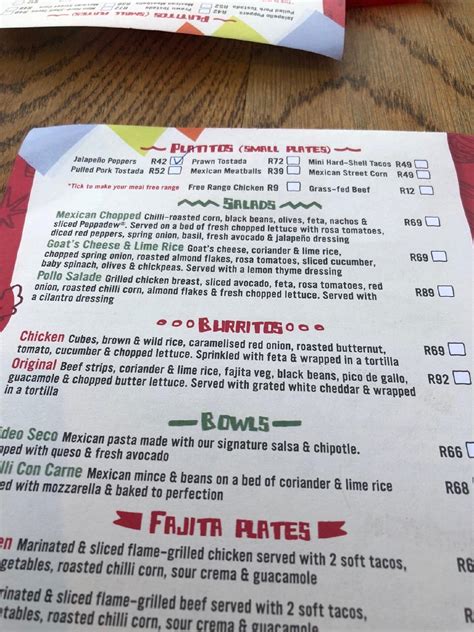 PLATITOS (SMALL PLATES)
Jalapeño Poppers R42 Prawn Tostada R72 Mini Hard-Shell Tacos R49
Pulled Pork Tostada R52 Mexican Meatballs R39 Mexican Street Corn R49
*Tick to make your meal free range Free Range Chicken R9 Grass-fed Beef R12
SALADS
Mexican Chopped Chilli-roasted corn, black beans, olives, feta, nachos & R69
sliced Peppadew®. Served on a bed of fresh chopped lettuce with rosa tomatoes,
diced red peppers, spring onion, basil, fresh avocado & jalapeño dressing
Goat's Cheese & Lime Rice Goat's cheese, coriander & lime rice, R69
chopped spring onion, roasted almond flakes, rosa tomatoes, sliced cucumber,
baby spinach, olives & chickpeas. Served with a lemon thyme dressing
Pollo Salade Grilled chicken breast, sliced avocado, feta, rosa tomatoes, red R89
onion, roasted chilli corn, almond flakes & fresh chopped lettuce. Served with
a cilantro dressing
BURRITOS
Chicken Cubes, brown & wild rice, caramelised red onion, roasted butternut, R69
tomato, cucumber & chopped lettuce. Sprinkled with feta & wrapped in a tortilla
Original Beef strips, coriander & lime rice, fajita veg, black beans, pico de gallo, R92
guacamole & chopped butter lettuce. Served with grated white cheddar & wrapped
in a tortilla
BOWLS
ideo Seco Mexican pasta made with our signature salsa & chipotle. R66
pped with queso & fresh avocado
lli Con Carne Mexican mince & beans on a bed of coriander & lime rice R68
ed with mozzarella & baked to perfection
FAJITA PLATES
en Marinated & sliced flame-grilled chicken served with 2 soft tacos, R6
getables, roasted chilli corn, sour crema & guacamole
rinated & sliced flame-grilled beef served with 2 soft tacos,
etables, roasted chilli corn, sour crema & guacamole